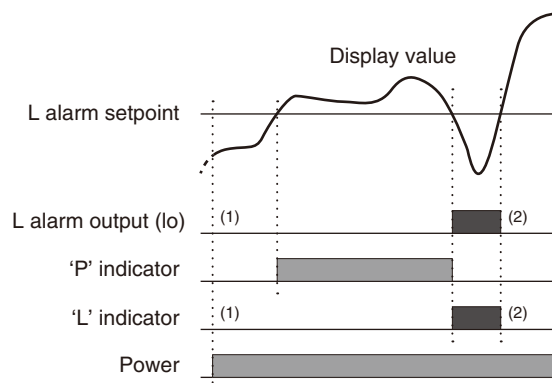 Display value
L alarm setpoint
L alarm output (lo) (1) (2)
‘P’ indicator
‘L’ indicator (1) (2)
Power